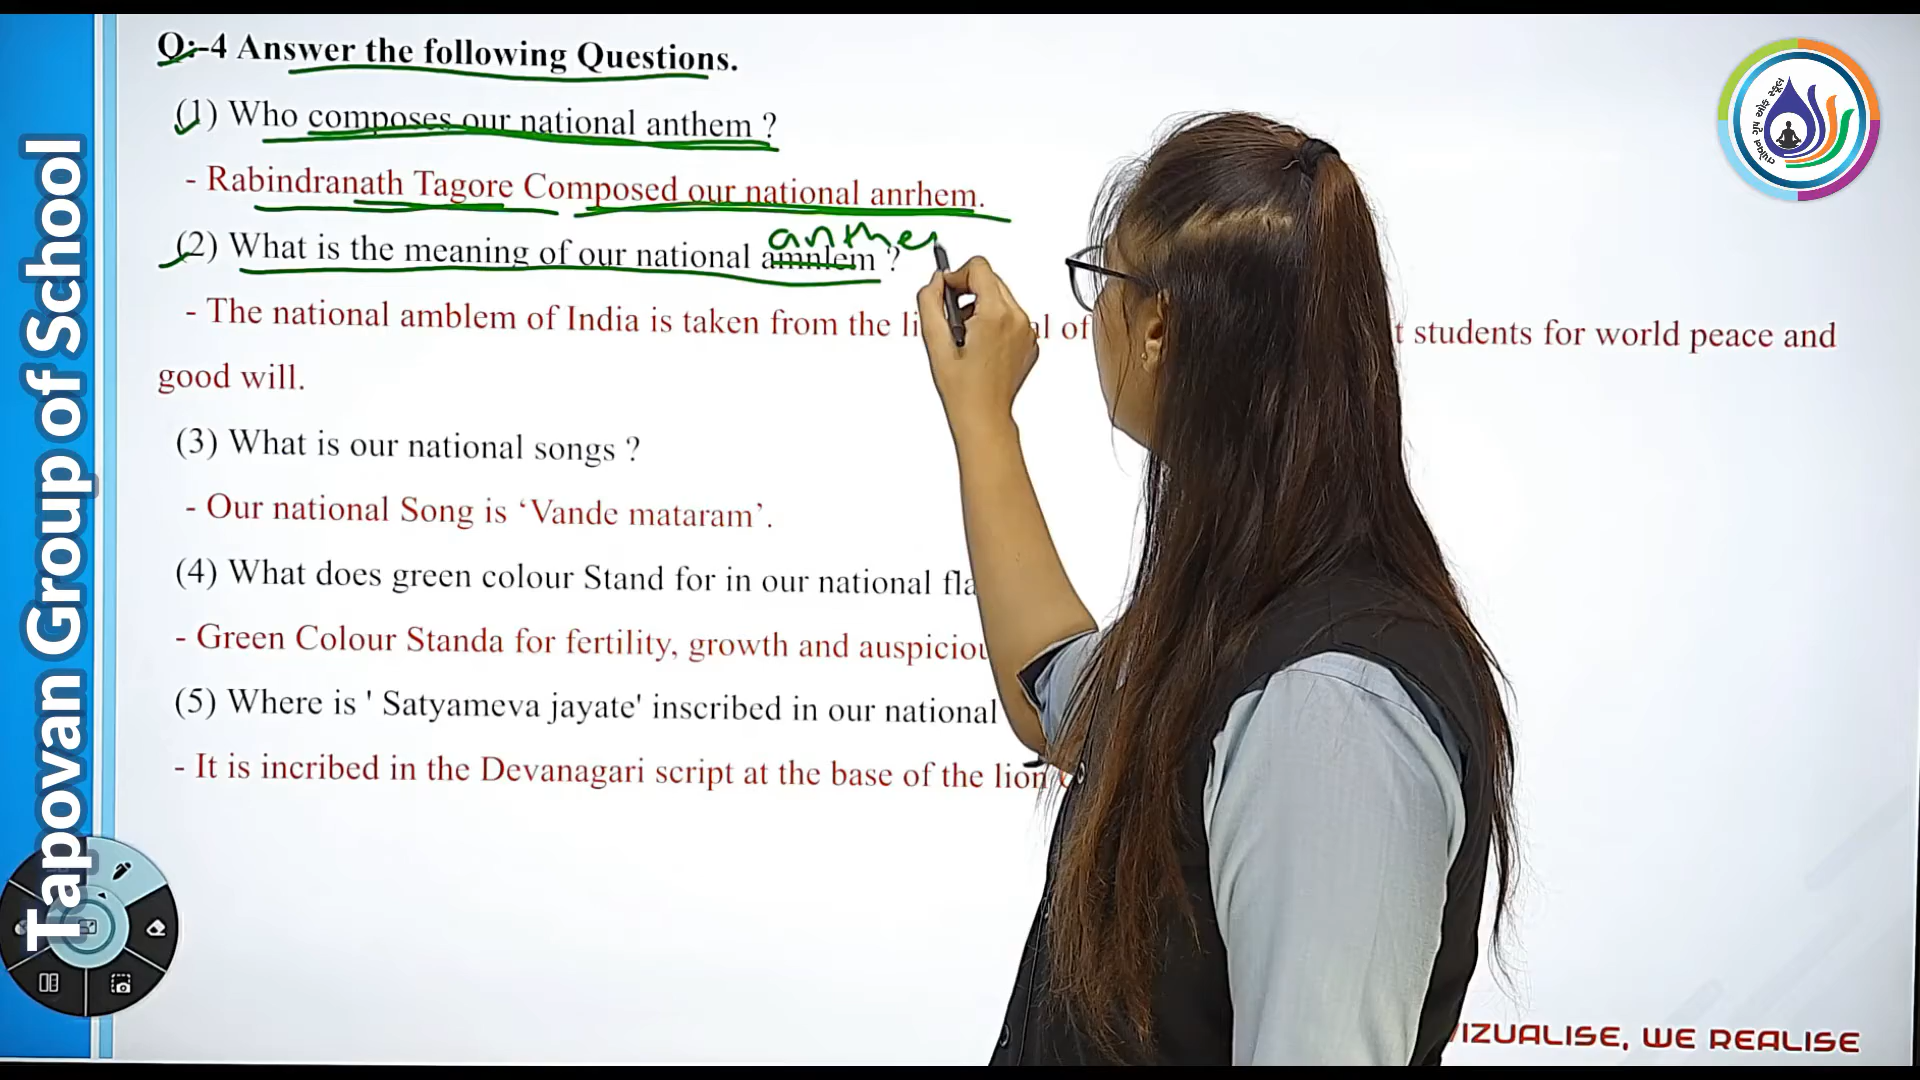 Q:-4 Answer the following Questions.
(1) Who composes our national anthem ?
- Rabindranath Tagore Composed our national anrhem.
anthe
(2) What is the meaning of our national amnlem ?
- The national amblem of India is taken from the li l of t students for world peace and
good will.
(3) What is our national songs ?
- Our national Song is ‘Vande mataram’.
(4) What does green colour Stand for in our national fla
- Green Colour Standa for fertility, growth and auspiciou
(5) Where is ' Satyameva jayate' inscribed in our national
- It is incribed in the Devanagari script at the base of the lion
Tapovan Group of School
VIZUALISE, WE REALISE